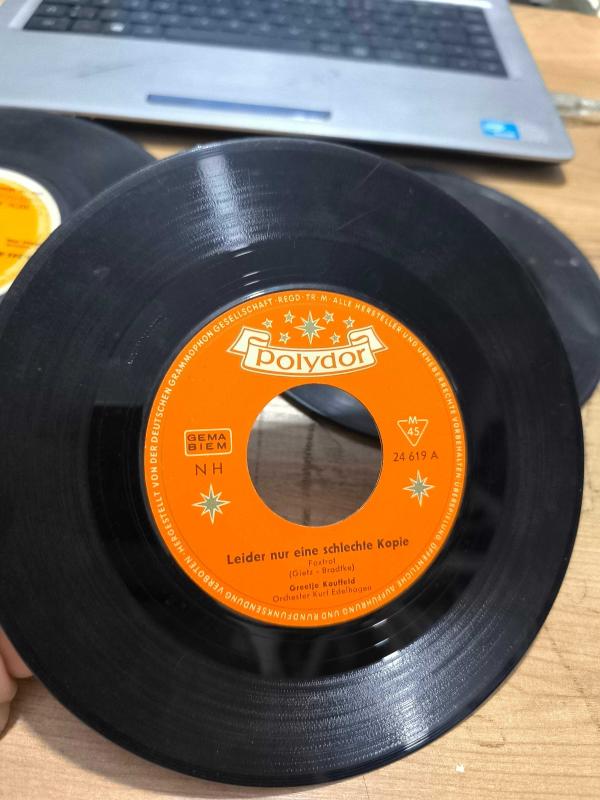 polydor
GEMA
BIEM
NH
M
45
24 619 A
Leider nur eine schlechte Kopie
Foxtrot
(Gietz - Bradtke)
Greetje Kauffeld
Orchester Kurt Edelhagen
HERGESTELLT VON DER DEUTSCHEN GRAMMOPHON GESELLSCHAFT · REGD · TR · M · ALLE HERSTELLER- UND URHEBERRECHTE VORBEHALTEN ÜBERSPIELUNG ÖFFENTLICHE AUFFÜHRUNG UND RUNDFUNKSENDUNG VERBOTEN ·